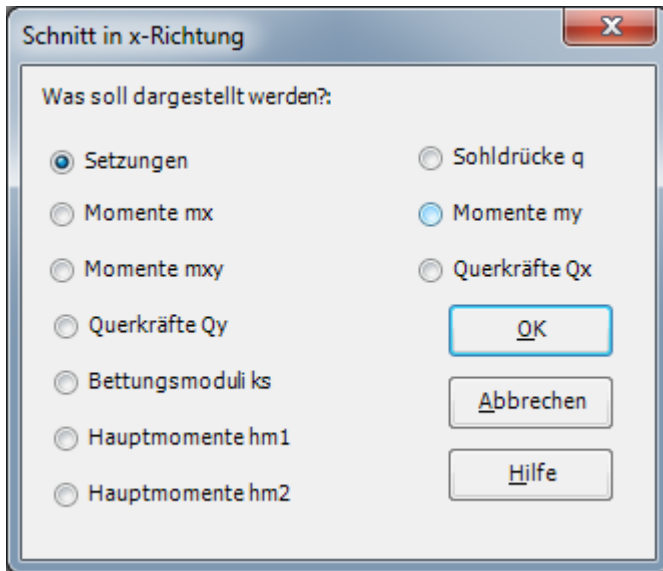 Schnitt in x-Richtung
Was soll dargestellt werden?:
Setzungen
Sohldrücke q
Momente mx
Momente my
Momente mxy
Querkräfte Qx
Querkräfte Qy
OK
Bettungsmoduli ks
Abbrechen
Hauptmomente hm1
Hilfe
Hauptmomente hm2